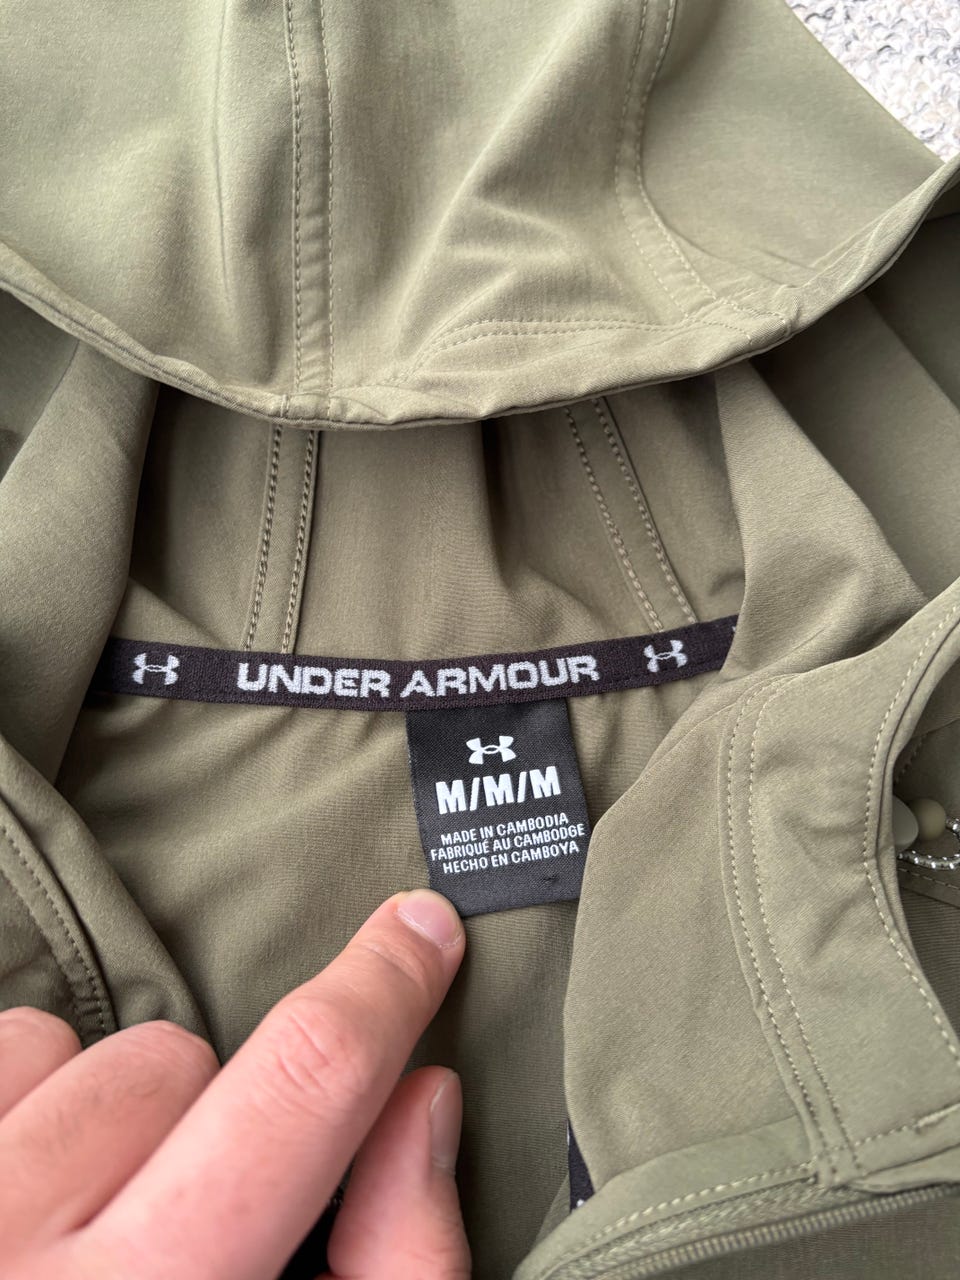 UNDER ARMOUR
M/M/M
MADE IN CAMBODIA
FABRIQUÉ AU CAMBODGE
HECHO EN CAMBOYA